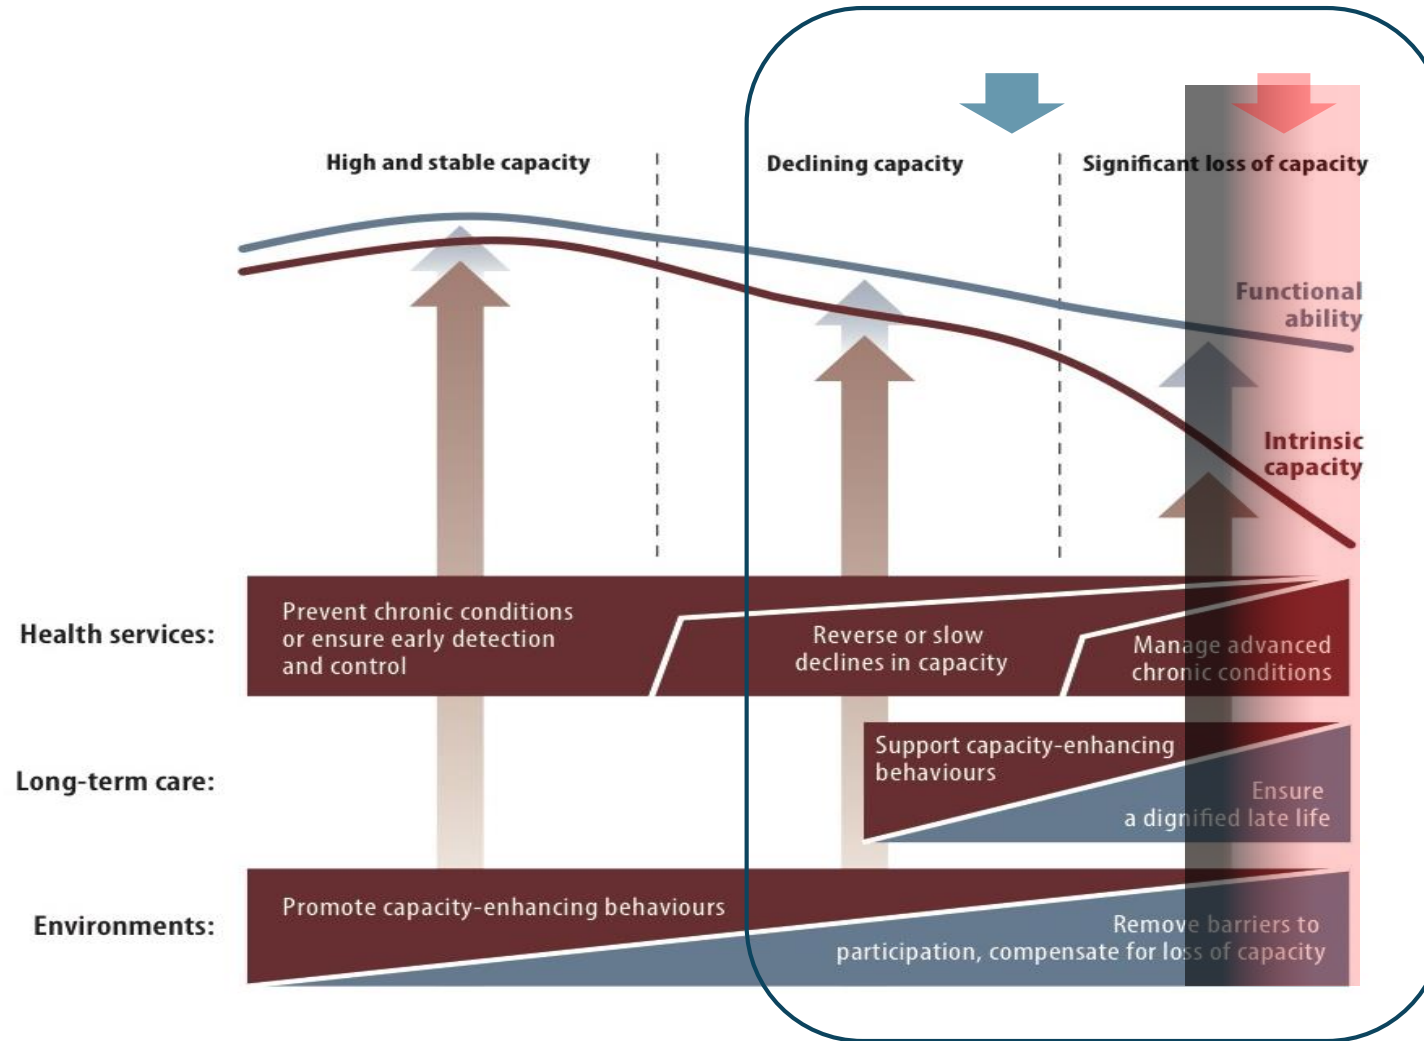 High and stable capacity
Declining capacity
Significant loss of capacity
Functional
ability
Intrinsic
capacity
Health services:
Prevent chronic conditions
or ensure early detection
and control
Reverse or slow
declines in capacity
Manage advanced
chronic conditions
Long-term care:
Support capacity-enhancing
behaviours
Ensure
a dignified late life
Environments:
Promote capacity-enhancing behaviours
Remove barriers to
participation, compensate for loss of capacity